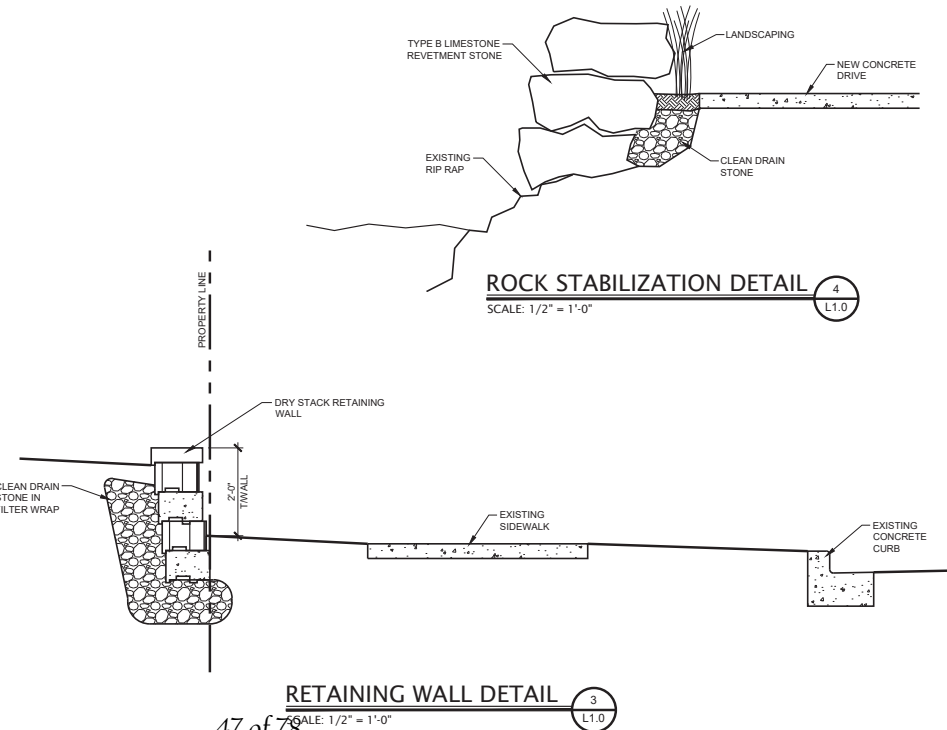 TYPE B LIMESTONE
REVETMENT STONE
LANDSCAPING
NEW CONCRETE
DRIVE
EXISTING
RIP RAP
CLEAN DRAIN
STONE
ROCK STABILIZATION DETAIL
4
L1.0
SCALE: 1/2" = 1'-0"
PROPERTY LINE
DRY STACK RETAINING
WALL
2'-0"
T/WALL
CLEAN DRAIN
STONE IN
FILTER WRAP
EXISTING
SIDEWALK
EXISTING
CONCRETE
CURB
RETAINING WALL DETAIL
3
L1.0
SCALE: 1/2" = 1'-0"
47 of 78